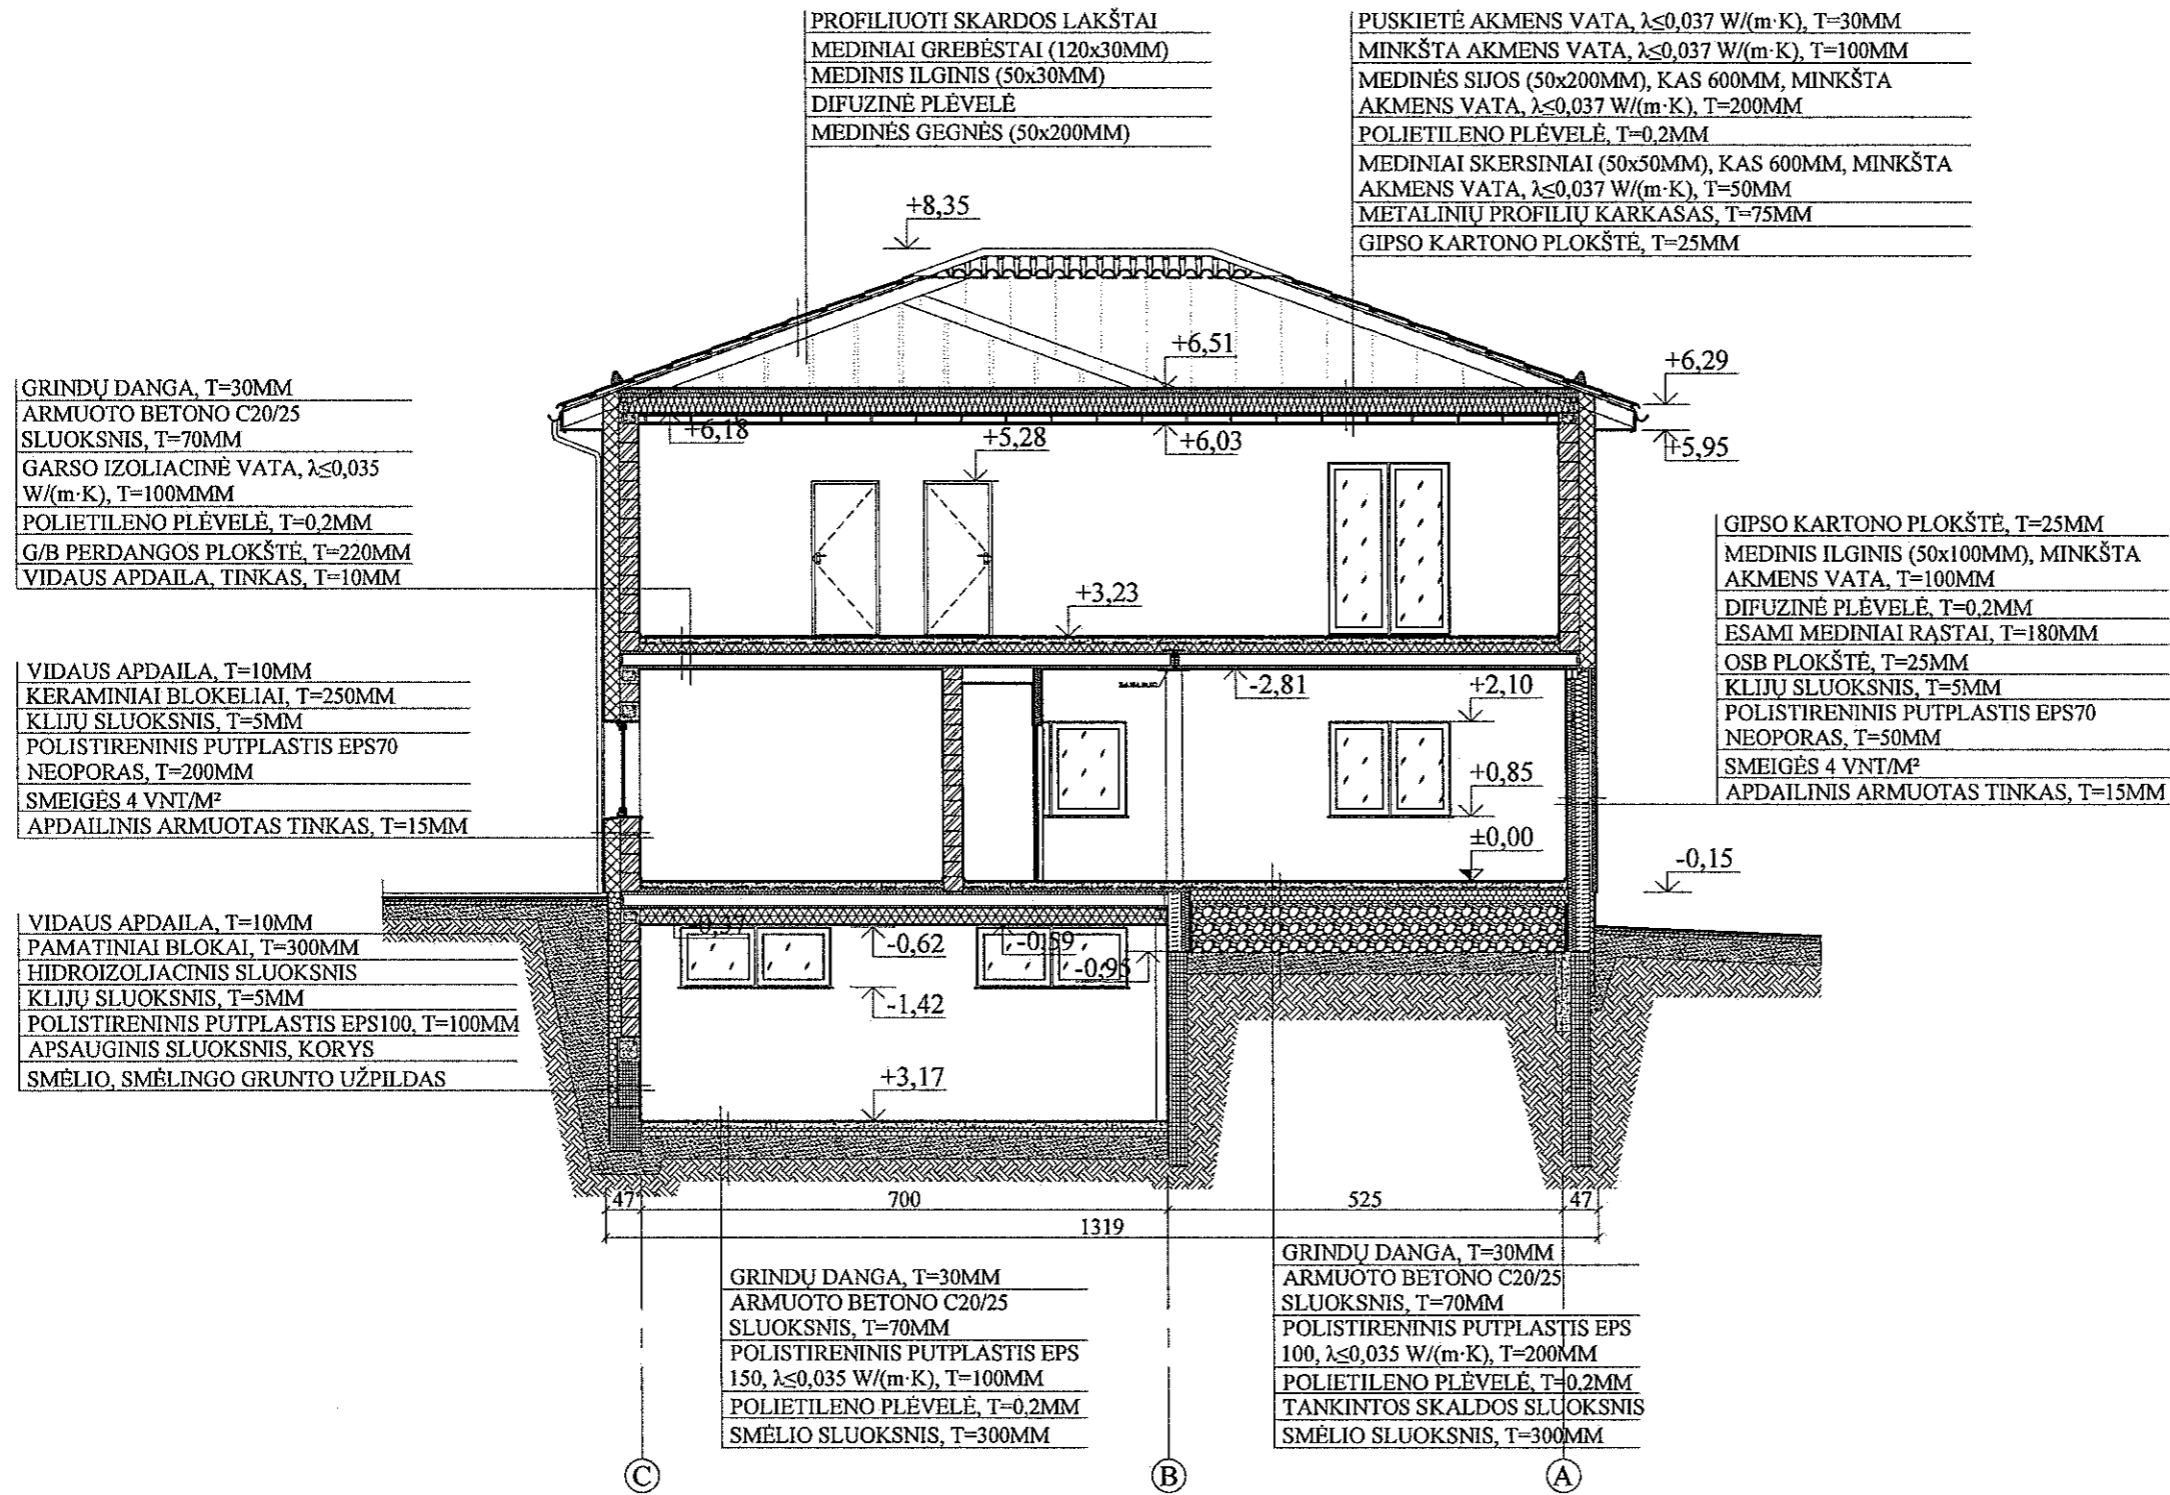 PROFILIUOTI SKARDOS LAKŠTAI
MEDINIAI GREBĖSTAI (120x30MM)
MEDINIS ILGINIS (50x30MM)
DIFUZINĖ PLĖVELĖ
MEDINĖS GEGNĖS (50x200MM)
PUSKIETĖ AKMENS VATA, λ≤0,037 W/(m·K), T=30MM
MINKŠTA AKMENS VATA, λ≤0,037 W/(m·K), T=100MM
MEDINĖS SIJOS (50x200MM), KAS 600MM, MINKŠTA
AKMENS VATA, λ≤0,037 W/(m·K), T=200MM
POLIETILENO PLĖVELĖ, T=0,2MM
MEDINIAI SKERSINIAI (50x50MM), KAS 600MM, MINKŠTA
AKMENS VATA, λ≤0,037 W/(m·K), T=50MM
METALINIŲ PROFILIŲ KARKASAS, T=75MM
GIPSO KARTONO PLOKŠTĖ, T=25MM
+8,35
+6,51
+6,29
+6,18
+5,28
+6,03
+5,95
GRINDŲ DANGA, T=30MM
ARMUOTO BETONO C20/25
SLUOKSNIS, T=70MM
GARSO IZOLIACINĖ VATA, λ≤0,035
W/(m·K), T=100MMM
POLIETILENO PLĖVELĖ, T=0,2MM
G/B PERDANGOS PLOKŠTĖ, T=220MM
VIDAUS APDAILA, TINKAS, T=10MM
GIPSO KARTONO PLOKŠTĖ, T=25MM
MEDINIS ILGINIS (50x100MM), MINKŠTA
AKMENS VATA, T=100MM
DIFUZINĖ PLĖVELĖ, T=0,2MM
ESAMI MEDINIAI RĄSTAI, T=180MM
OSB PLOKŠTĖ, T=25MM
KLIJŲ SLUOKSNIS, T=5MM
POLISTIRENINIS PUTPLASTIS EPS70
NEOPORAS, T=50MM
SMEIGĖS 4 VNT/M²
APDAILINIS ARMUOTAS TINKAS, T=15MM
+3,23
-2,81
+2,10
+0,85
±0,00
-0,15
VIDAUS APDAILA, T=10MM
KERAMINIAI BLOKELIAI, T=250MM
KLIJŲ SLUOKSNIS, T=5MM
POLISTIRENINIS PUTPLASTIS EPS70
NEOPORAS, T=200MM
SMEIGĖS 4 VNT/M²
APDAILINIS ARMUOTAS TINKAS, T=15MM
VIDAUS APDAILA, T=10MM
PAMATINIAI BLOKAI, T=300MM
HIDROIZOLIACINIS SLUOKSNIS
KLIJŲ SLUOKSNIS, T=5MM
POLISTIRENINIS PUTPLASTIS EPS100, T=100MM
APSAUGINIS SLUOKSNIS, KORYS
SMĖLIO, SMĖLINGO GRUNTO UŽPILDAS
-0,37
-0,62
-0,59
-0,95
-1,42
+3,17
47
700
525
47
1319
GRINDŲ DANGA, T=30MM
ARMUOTO BETONO C20/25
SLUOKSNIS, T=70MM
POLISTIRENINIS PUTPLASTIS EPS
150, λ≤0,035 W/(m·K), T=100MM
POLIETILENO PLĖVELĖ, T=0,2MM
SMĖLIO SLUOKSNIS, T=300MM
GRINDŲ DANGA, T=30MM
ARMUOTO BETONO C20/25
SLUOKSNIS, T=70MM
POLISTIRENINIS PUTPLASTIS EPS
100, λ≤0,035 W/(m·K), T=200MM
POLIETILENO PLĖVELĖ, T=0,2MM
TANKINTOS SKALDOS SLUOKSNIS
SMĖLIO SLUOKSNIS, T=300MM
C
B
A